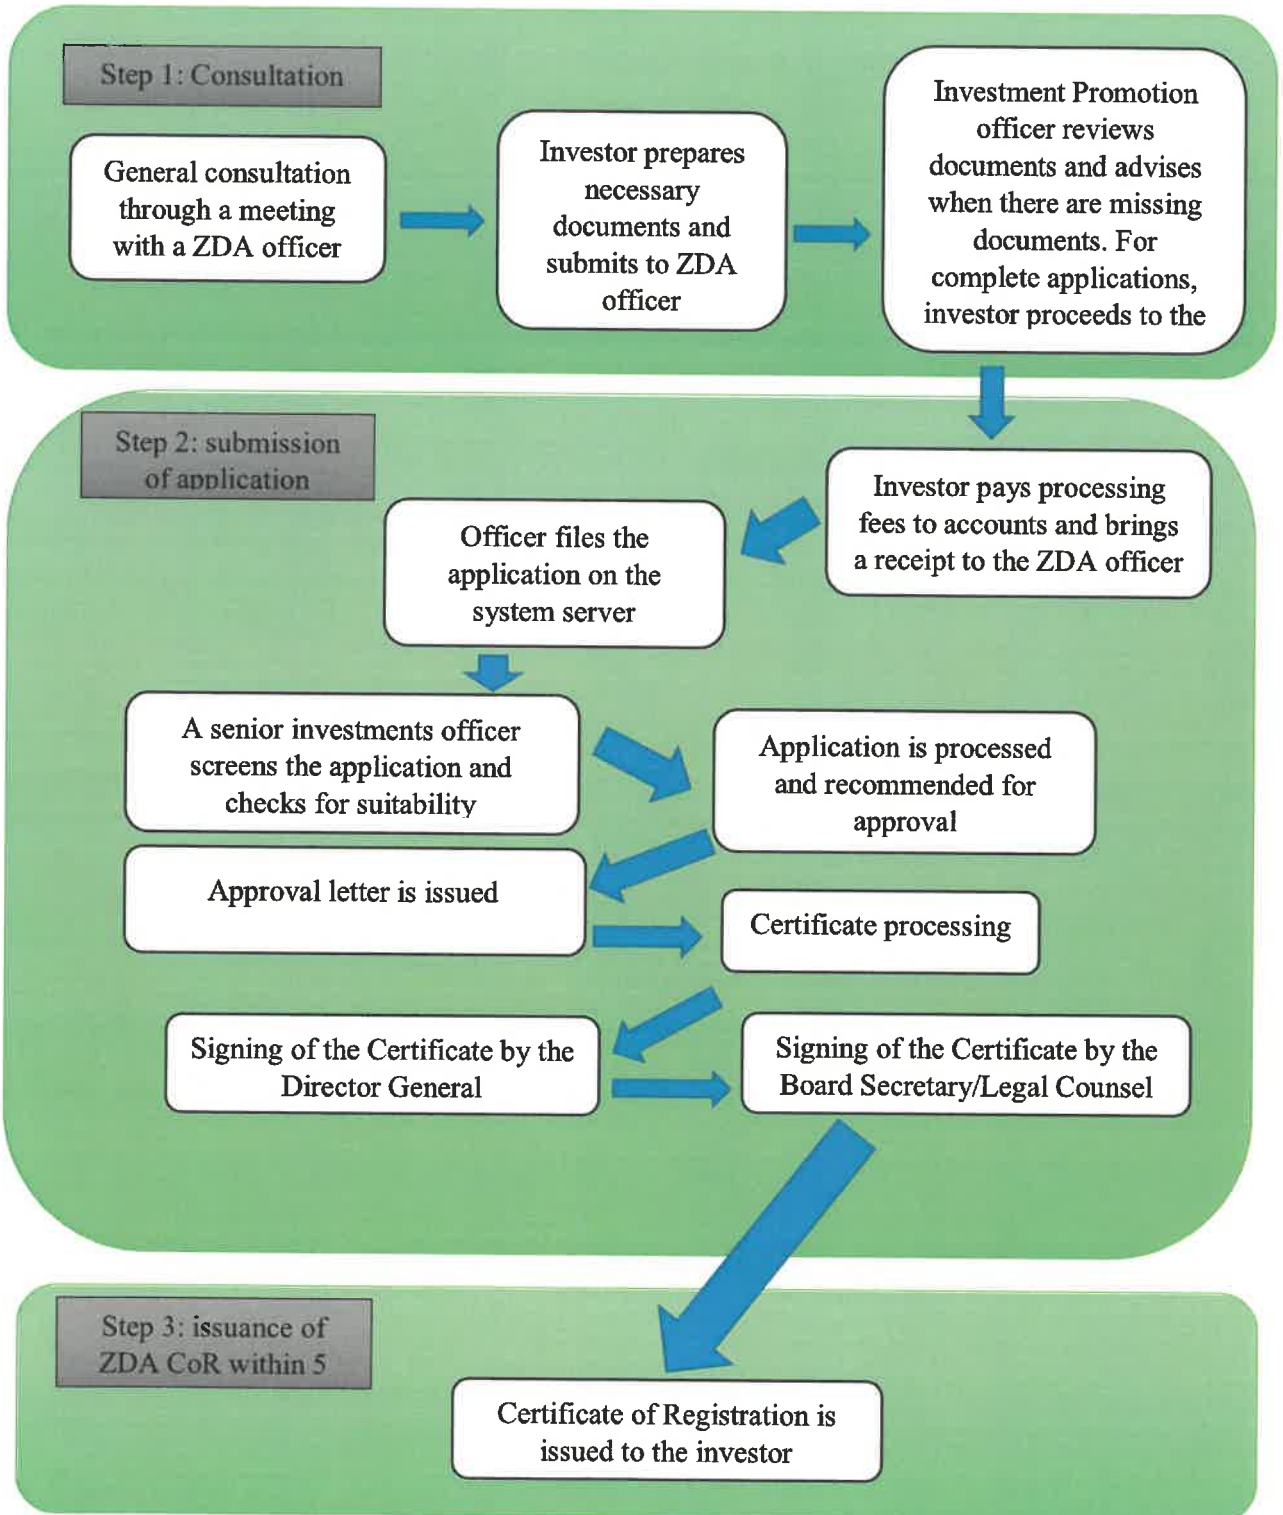 Step 1: Consultation
General consultation
through a meeting
with a ZDA officer
Investor prepares
necessary
documents and
submits to ZDA
officer
Investment Promotion
officer reviews
documents and advises
when there are missing
documents. For
complete applications,
investor proceeds to the
Step 2: submission
of application
Investor pays processing
fees to accounts and brings
a receipt to the ZDA officer
Officer files the
application on the
system server
A senior investments officer
screens the application and
checks for suitability
Application is processed
and recommended for
approval
Approval letter is issued
Certificate processing
Signing of the Certificate by the
Director General
Signing of the Certificate by the
Board Secretary/Legal Counsel
Step 3: issuance of
ZDA CoR within 5
Certificate of Registration is
issued to the investor